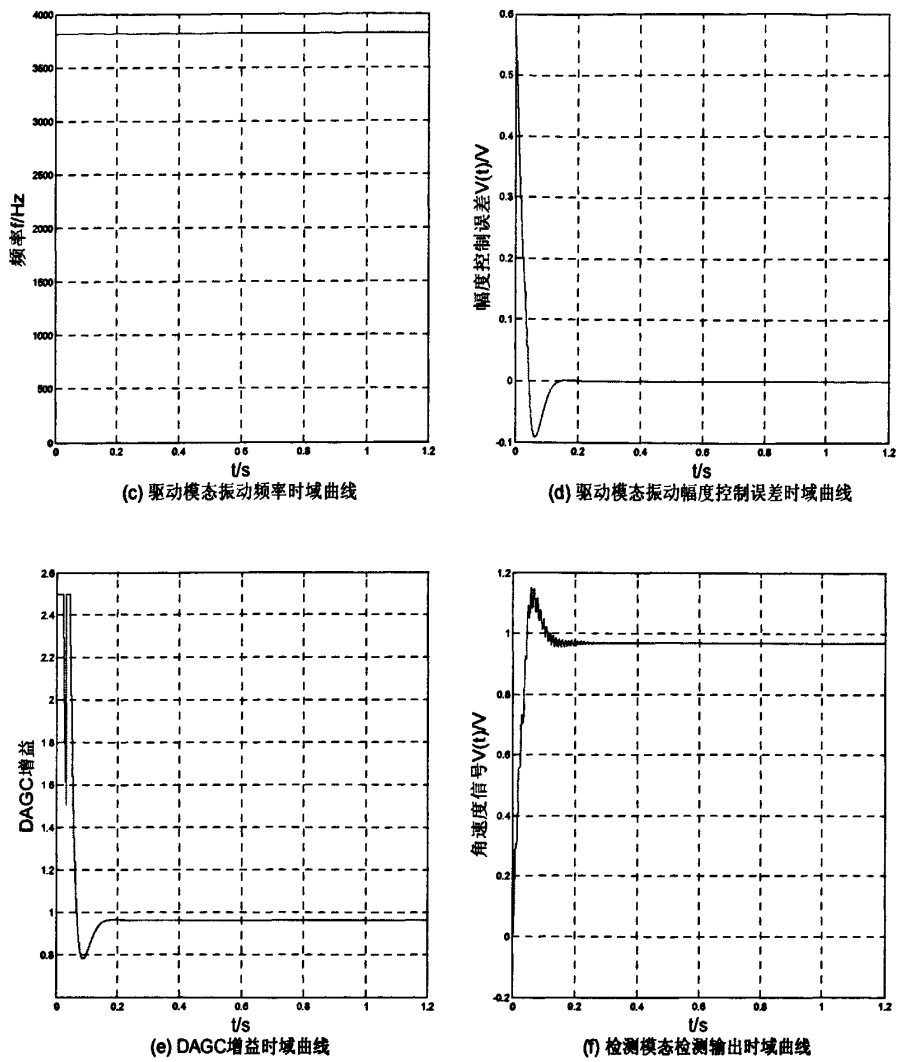 4000
3500
3000
2500
2000
1500
1000
500
0
频率f/Hz
0 0.2 0.4 0.6 0.8 1 1.2
t/s
(c) 驱动模态振动频率时域曲线
0.6
0.5
0.4
0.3
0.2
0.1
0
-0.1
幅度控制误差V(t)/V
0 0.2 0.4 0.6 0.8 1 1.2
t/s
(d) 驱动模态振动幅度控制误差时域曲线
2.6
2.4
2.2
2
1.8
1.6
1.4
1.2
1
0.8
DAGC增益
0 0.2 0.4 0.6 0.8 1 1.2
t/s
(e) DAGC增益时域曲线
1.2
1
0.8
0.6
0.4
0.2
0
-0.2
角速度信号V(t)/V
0 0.2 0.4 0.6 0.8 1 1.2
t/s
(f) 检测模态检测输出时域曲线